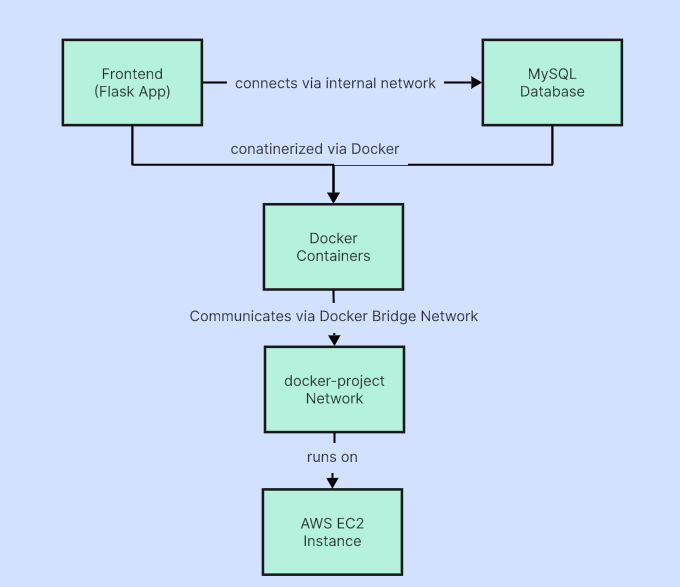 Frontend
(Flask App)
connects via internal network
MySQL
Database
conatinerized via Docker
Docker
Containers
Communicates via Docker Bridge Network
docker-project
Network
runs on
AWS EC2
Instance